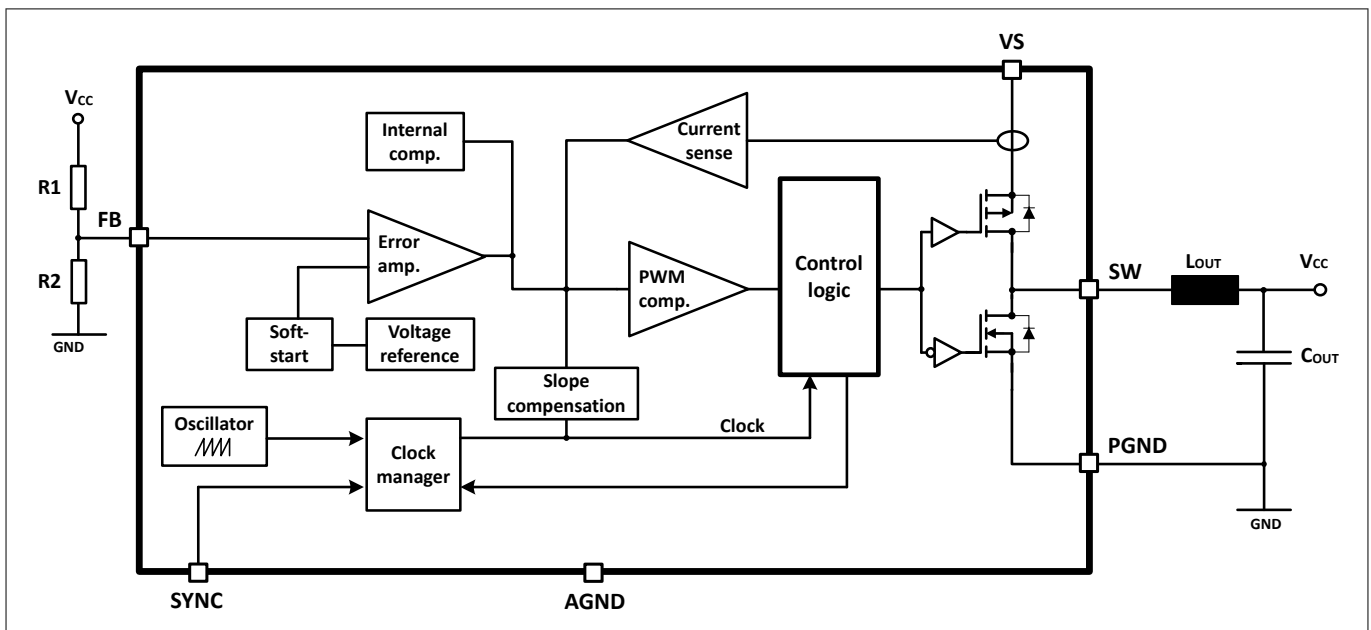 VS
VCC
Internal
comp.
Current
sense
R1
FB
Error
amp.
R2
GND
PWM
comp.
Control
logic
SW
LOUT
VCC
Soft-
start
Voltage
reference
COUT
Slope
compensation
Oscillator
Clock
manager
Clock
PGND
GND
SYNC
AGND